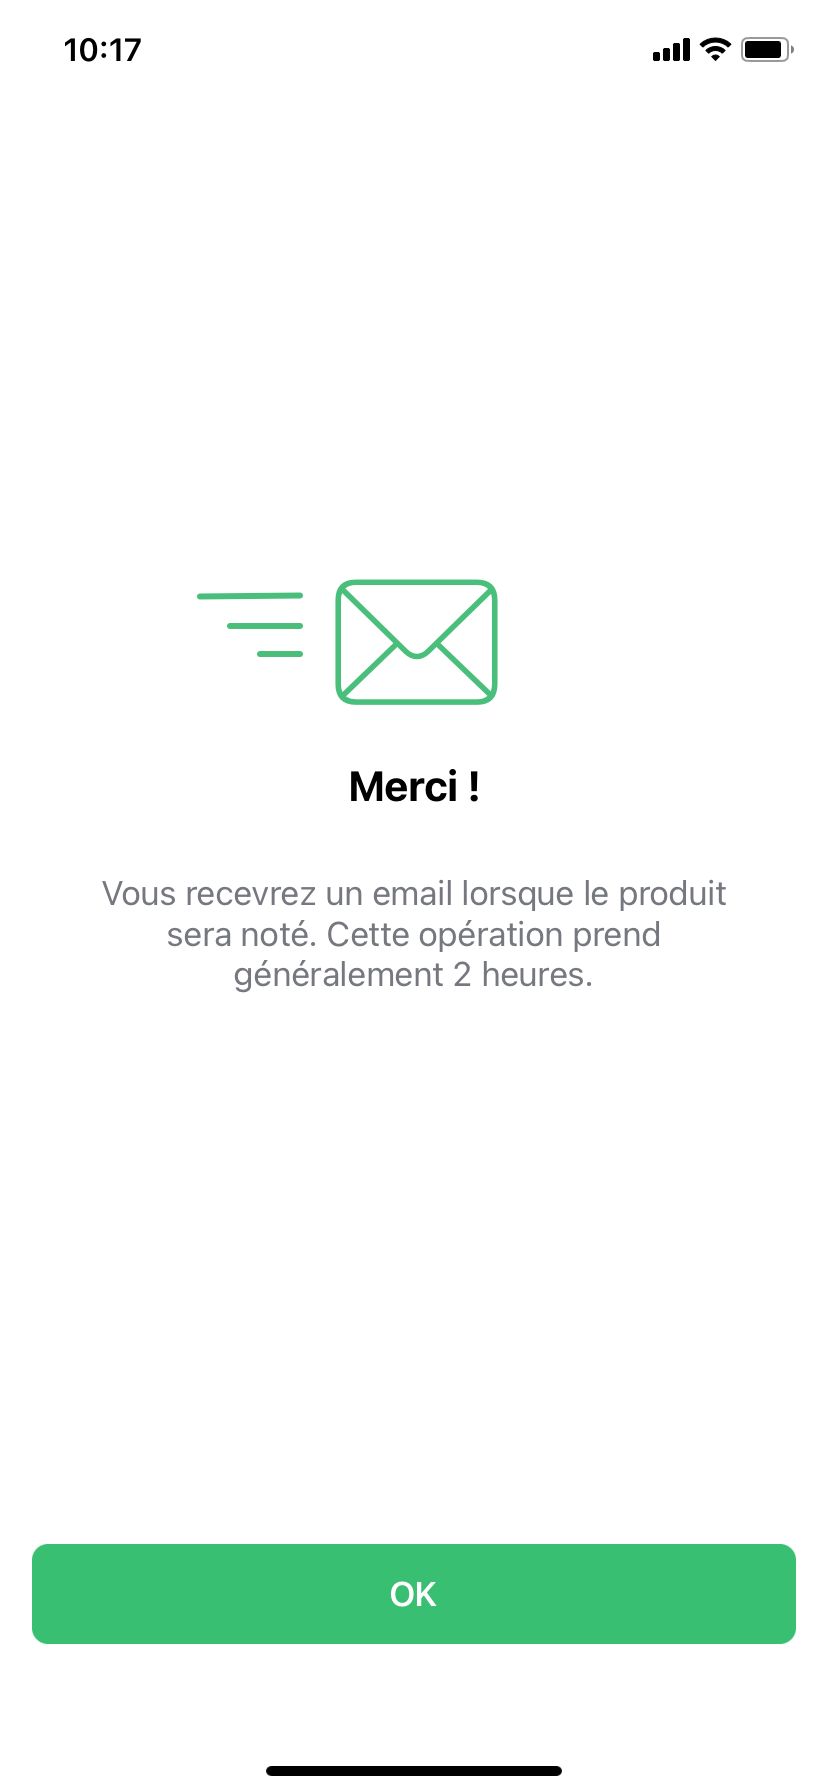 10:17
Merci !
Vous recevrez un email lorsque le produit
sera noté. Cette opération prend
généralement 2 heures.
OK